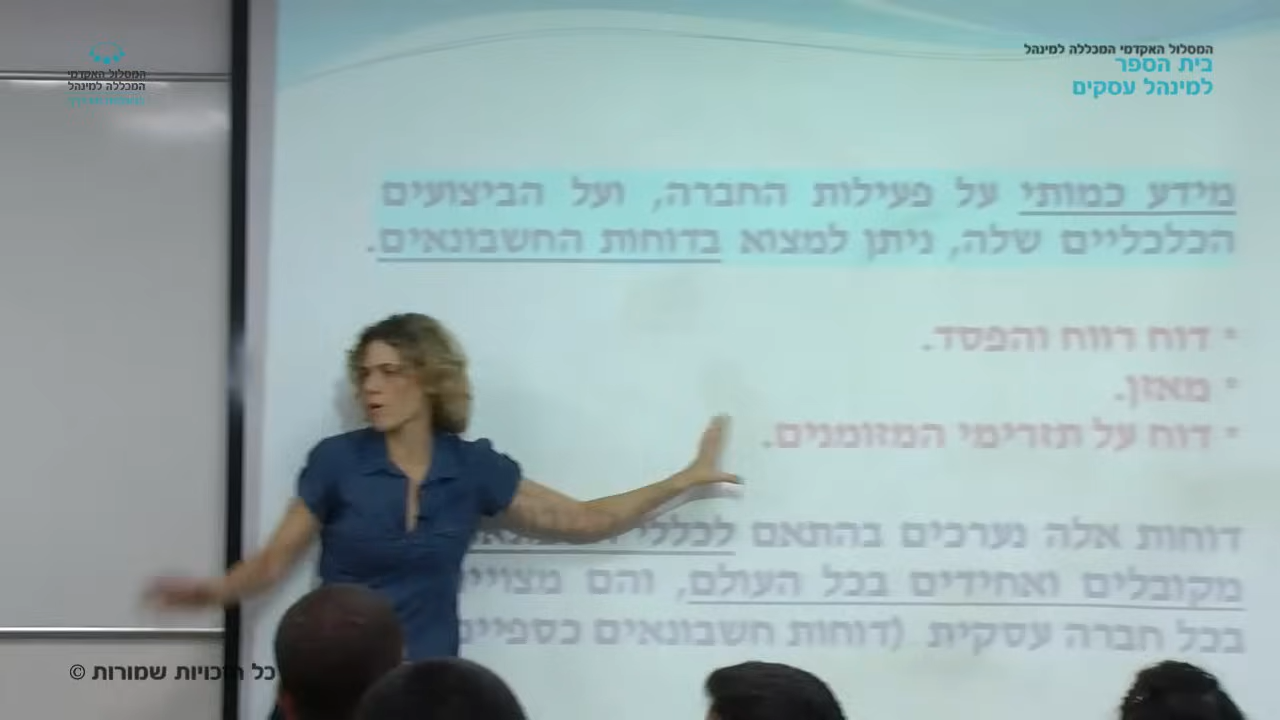 המסלול האקדמי המכללה למינהל
בית הספר
למינהל עסקים
המסלול האקדמי
המכללה למינהל
מידע כמותי על פעילות החברה, ועל הביצועים
הכלכליים שלה, ניתן למצוא בדוחות החשבונאים.
• דוח רווח והפסד.
• מאזן.
• דוח על תזרימי המזומנים.
דוחות אלה נערכים בהתאם לכללי
מקובלים ואחידים בכל העולם, והם
בכל חברה עסקית (דוחות חשבונאים כספיים
כל הזכויות שמורות ©